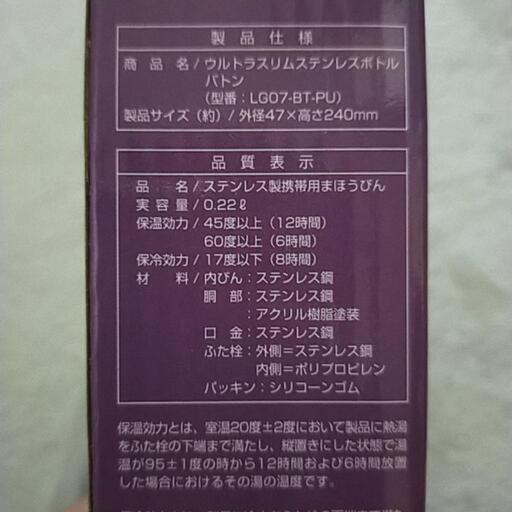 製品仕様
商品名/ウルトラスリムステンレスボトル
バトン
(型番:LG07-BT-PU)
製品サイズ(約)/外径47×高さ240mm
品質表示
品名/ステンレス製携帯用まほうびん
実容量/0.22ℓ
保温効力/45度以上(12時間)
60度以上(6時間)
保冷効力/17度以下(8時間)
材料/内びん:ステンレス鋼
胴部:ステンレス鋼
:アクリル樹脂塗装
口金:ステンレス鋼
ふた栓:外側=ステンレス鋼
内側=ポリプロピレン
パッキン:シリコーンゴム
保温効力とは、室温20度±2度において製品に熱湯
をふた栓の下端まで満たし、縦置きにした状態で湯
温が95±1度の時から12時間および6時間放置
した場合におけるその湯の温度です。